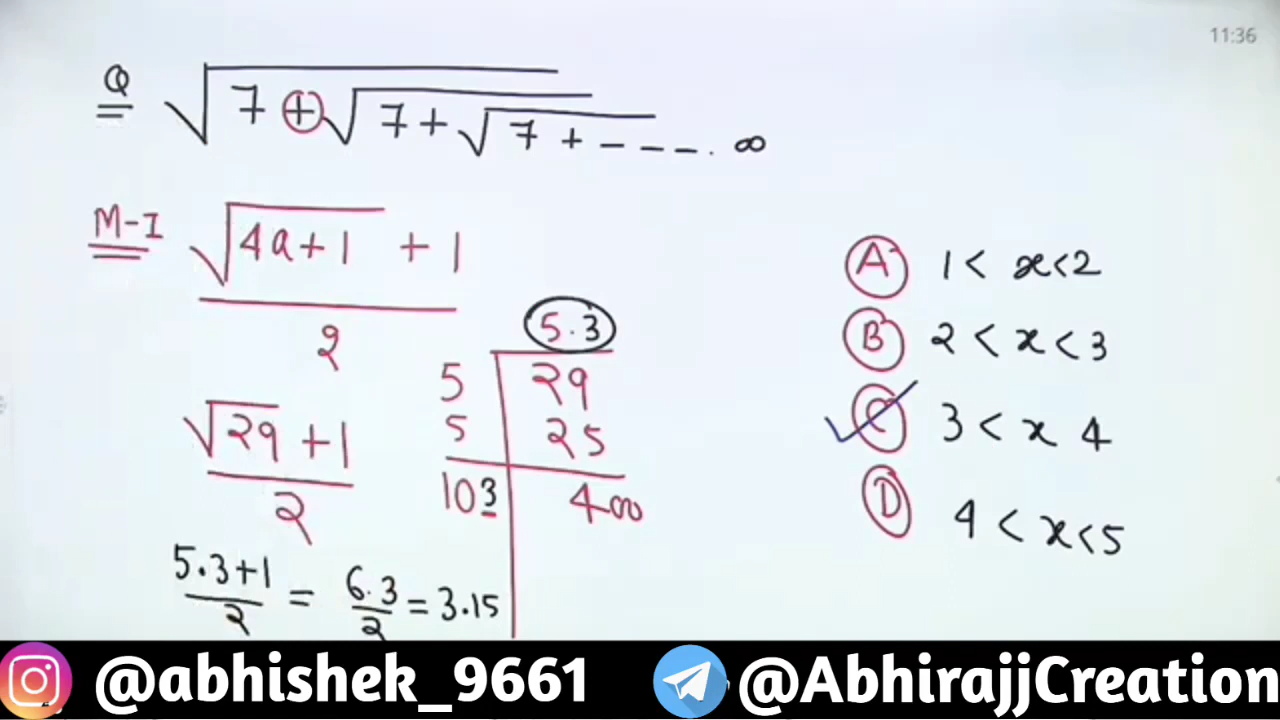 11:36
Q √7 + √7 + √7 + - - - . ∞
M-I √4a+1 + 1
2
√29 + 1
2
5.3
5 29
5 25
103 400
5.3+1 / 2 = 6.3 / 2 = 3.15
A 1 < x < 2
B 2 < x < 3
C 3 < x 4
D 4 < x < 5
@abhishek_9661 @AbhirajjCreation